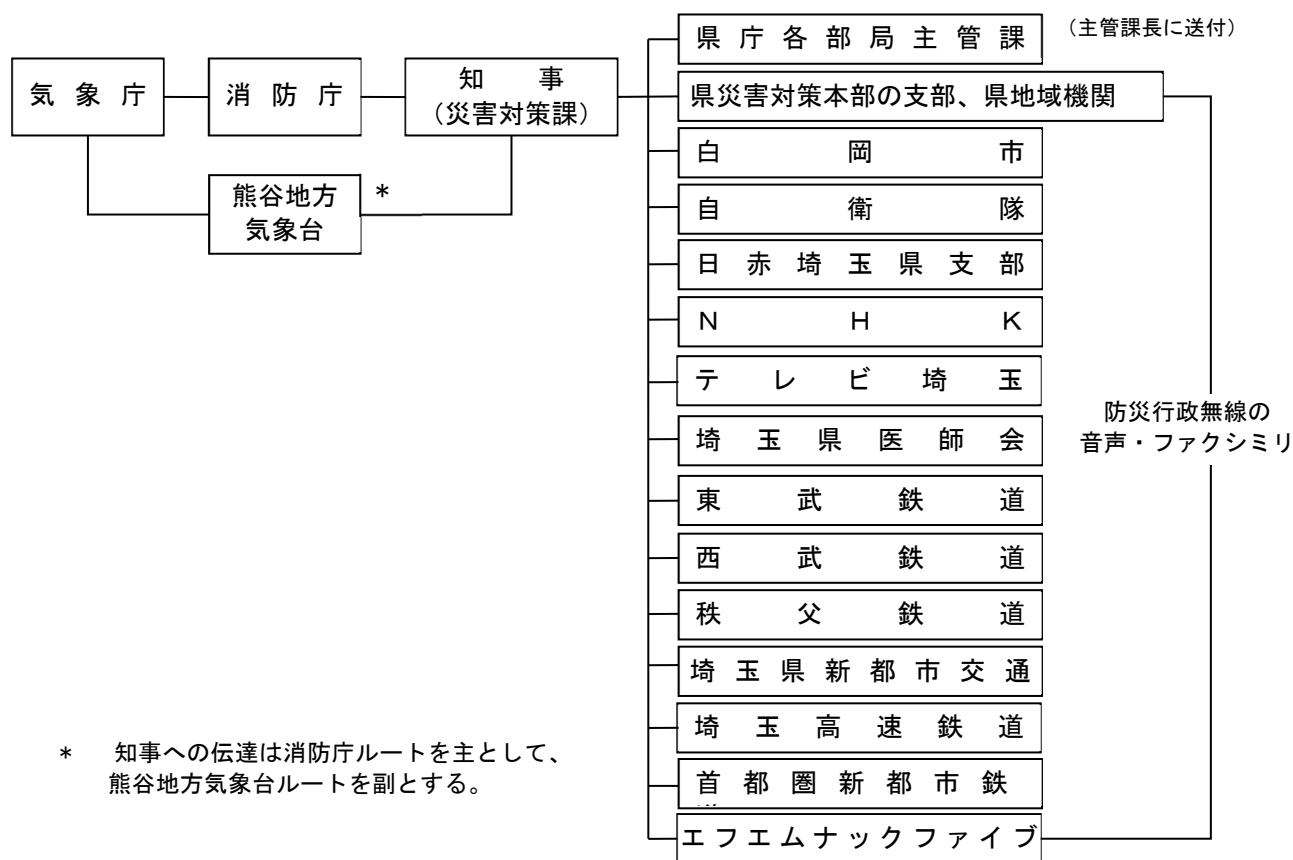 県庁各部局主管課
（主管課長に送付）
気象庁
消防庁
知事
（災害対策課）
県災害対策本部の支部、県地域機関
白岡市
熊谷地方
気象台
*
自衛隊
日赤埼玉県支部
ＮＨＫ
テレビ埼玉
防災行政無線の
音声・ファクシミリ
埼玉県医師会
東武鉄道
西武鉄道
秩父鉄道
埼玉県新都市交通
埼玉高速鉄道
首都圏新都市鉄
エフエムナックファイブ
* 知事への伝達は消防庁ルートを主として、
熊谷地方気象台ルートを副とする。